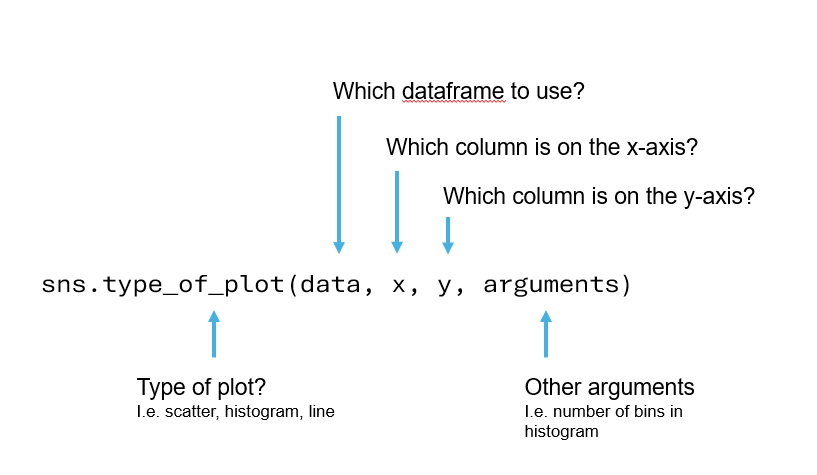 Which dataframe to use?
Which column is on the x-axis?
Which column is on the y-axis?
sns.type_of_plot(data, x, y, arguments)
Type of plot?
I.e. scatter, histogram, line
Other arguments
I.e. number of bins in
histogram